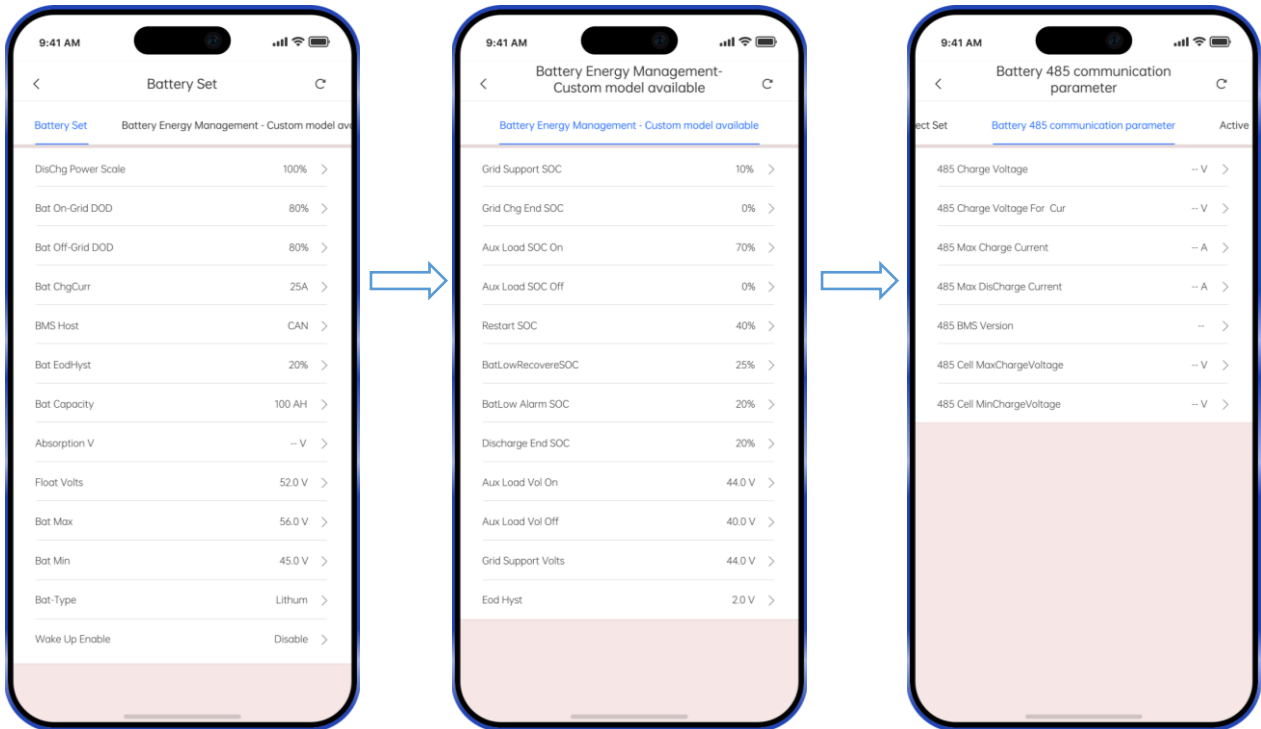 9:41 AM
Battery Set
Battery Set Battery Energy Management - Custom model ava
DisChg Power Scale 100%
Bat On-Grid DOD 80%
Bat Off-Grid DOD 80%
Bat ChgCurr 25A
BMS Host CAN
Bat EodHyst 20%
Bat Capacity 100 AH
Absorption V -- V
Float Volts 52.0 V
Bat Max 56.0 V
Bat Min 45.0 V
Bat-Type Lithum
Wake Up Enable Disable
9:41 AM
Battery Energy Management-
Custom model available
Battery Energy Management - Custom model available
Grid Support SOC 10%
Grid Chg End SOC 0%
Aux Load SOC On 70%
Aux Load SOC Off 0%
Restart SOC 40%
BatLowRecovereSOC 25%
BatLow Alarm SOC 20%
Discharge End SOC 20%
Aux Load Vol On 44.0 V
Aux Load Vol Off 40.0 V
Grid Support Volts 44.0 V
Eod Hyst 2.0 V
9:41 AM
Battery 485 communication
parameter
ect Set Battery 485 communication parameter Active
485 Charge Voltage -- V
485 Charge Voltage For Cur -- V
485 Max Charge Current -- A
485 Max DisCharge Current -- A
485 BMS Version --
485 Cell MaxChargeVoltage -- V
485 Cell MinChargeVoltage -- V